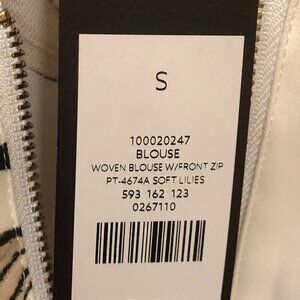 S
100020247
BLOUSE
WOVEN BLOUSE W/FRONT ZIP
PT-4674A SOFT LILIES
593 162 123
0267110